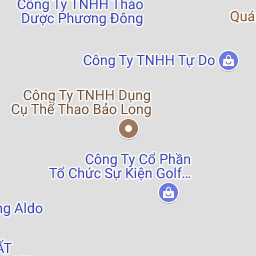 Công Ty TNHH Thảo
Dược Phương Đông
Quá
Công Ty TNHH Tự Do
Công Ty TNHH Dụng
Cụ Thể Thao Bảo Long
Công Ty Cổ Phần
Tổ Chức Sự Kiện Golf...
ng Aldo
ẤT